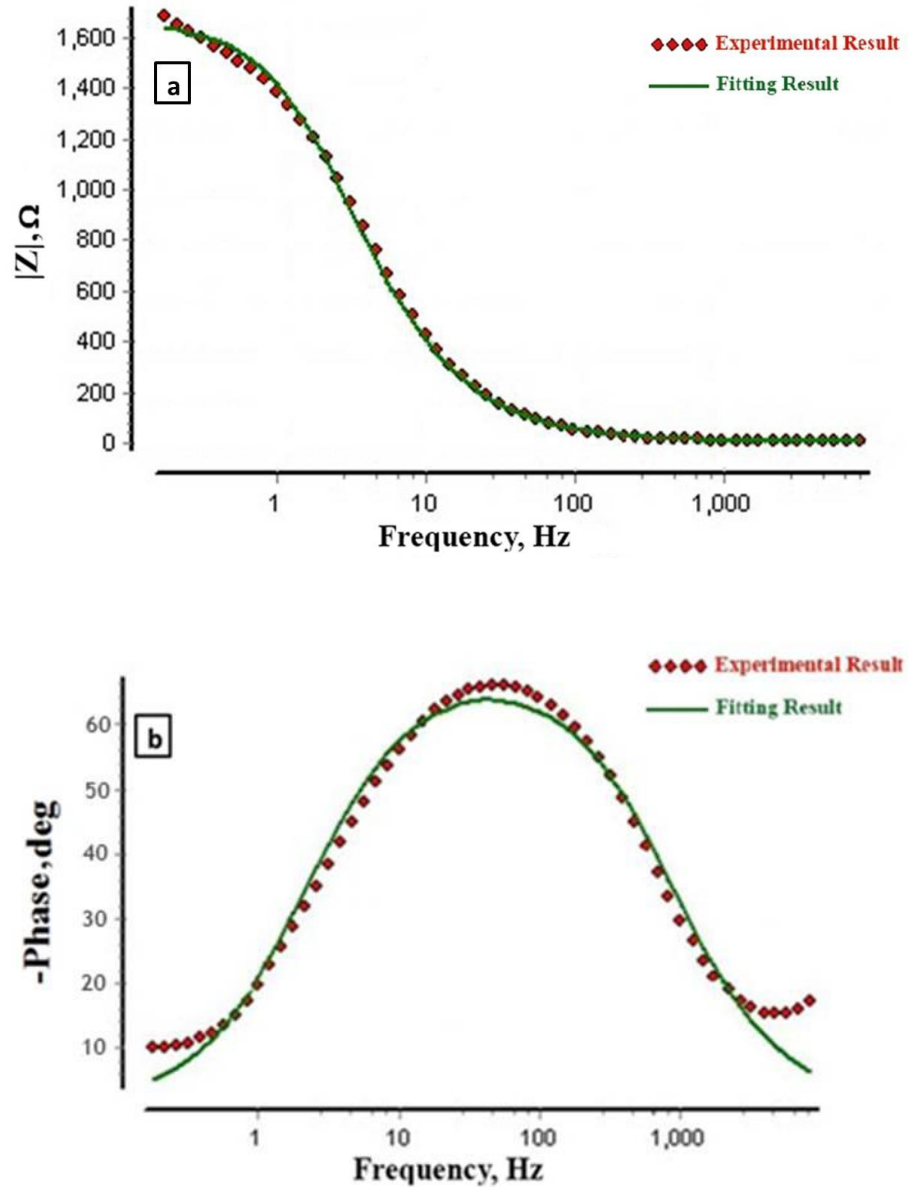 1,600
1,400
1,200
1,000
800
600
400
200
0
|Z|, Ω
a
Experimental Result
Fitting Result
1 10 100 1,000
Frequency, Hz
60
50
40
30
20
10
-Phase,deg
b
Experimental Result
Fitting Result
1 10 100 1,000
Frequency, Hz